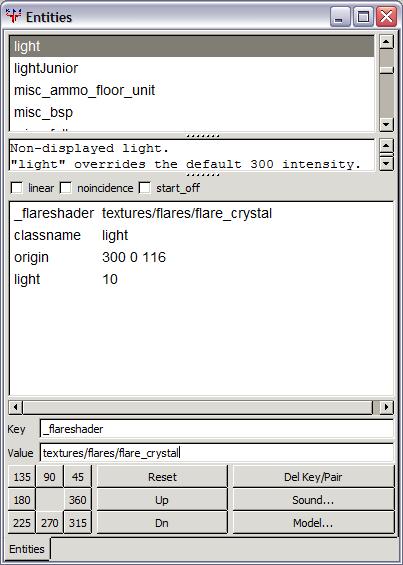 Entities
light
lightJunior
misc_ammo_floor_unit
misc_bsp
Non-displayed light.
"light" overrides the default 300 intensity.
linear noincidence start_off
_flareshader textures/flares/flare_crystal
classname light
origin 300 0 116
light 10
Key _flareshader
Value textures/flares/flare_crystal
135 90 45 Reset Del Key/Pair
180 360 Up Sound...
225 270 315 Dn Model...
Entities